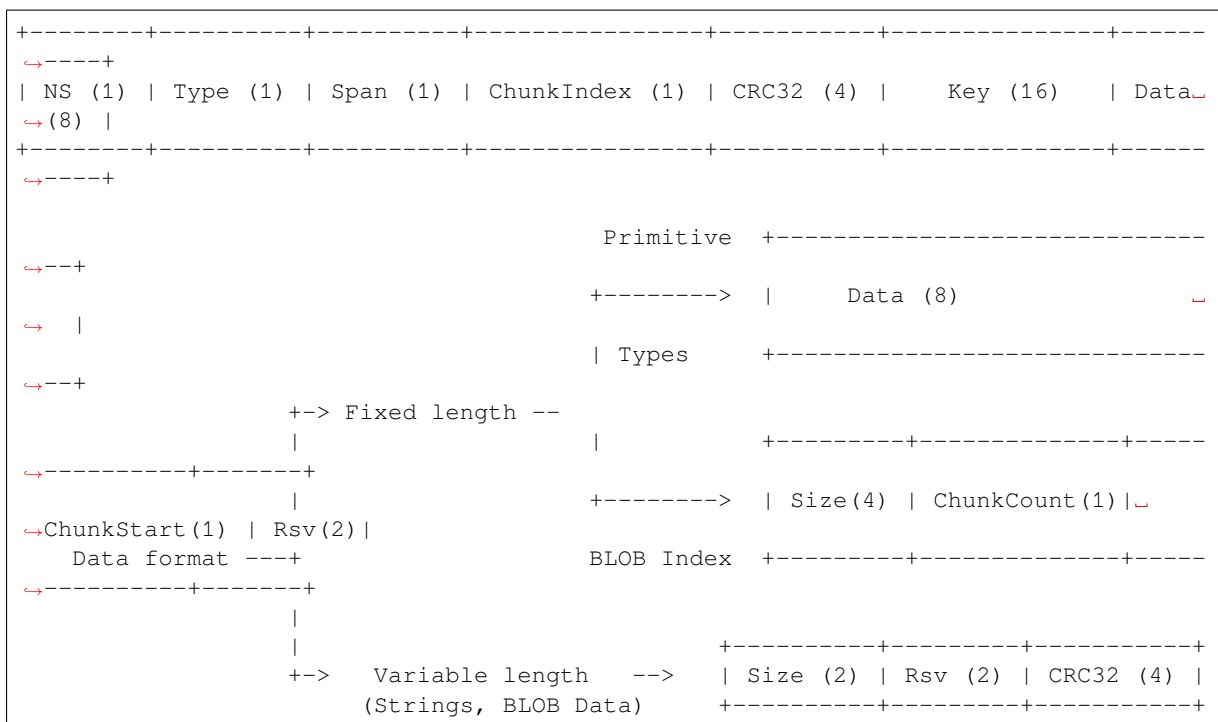 +--------+----------+----------+----------------+-----------+---------------+------
↪----+
| NS (1) | Type (1) | Span (1) | ChunkIndex (1) | CRC32 (4) |    Key (16)   | Data␣
↪(8) |
+--------+----------+----------+----------------+-----------+---------------+------
↪----+
                                         Primitive  +------------------------------
↪--+
                                        +-------->  |     Data (8)                ␣
↪  |
                                        | Types     +------------------------------
↪--+
                   +-> Fixed length --
                   |                    |           +---------+--------------+-----
↪----------+-------+
                   |                    +-------->  | Size(4) | ChunkCount(1)|␣
↪ChunkStart(1) | Rsv(2)|
    Data format ---+                    BLOB Index  +---------+--------------+-----
↪----------+-------+
                   |
                   |                             +----------+---------+-----------+
                   +->   Variable length   -->   | Size (2) | Rsv (2) | CRC32 (4) |
                        (Strings, BLOB Data)     +----------+---------+-----------+